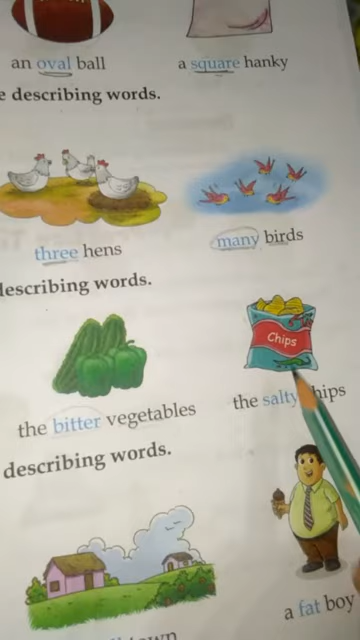 an oval ball
a square hanky
describing words.
three hens
many birds
describing words.
Chips
the bitter vegetables
the salty
describing words.
a fat boy